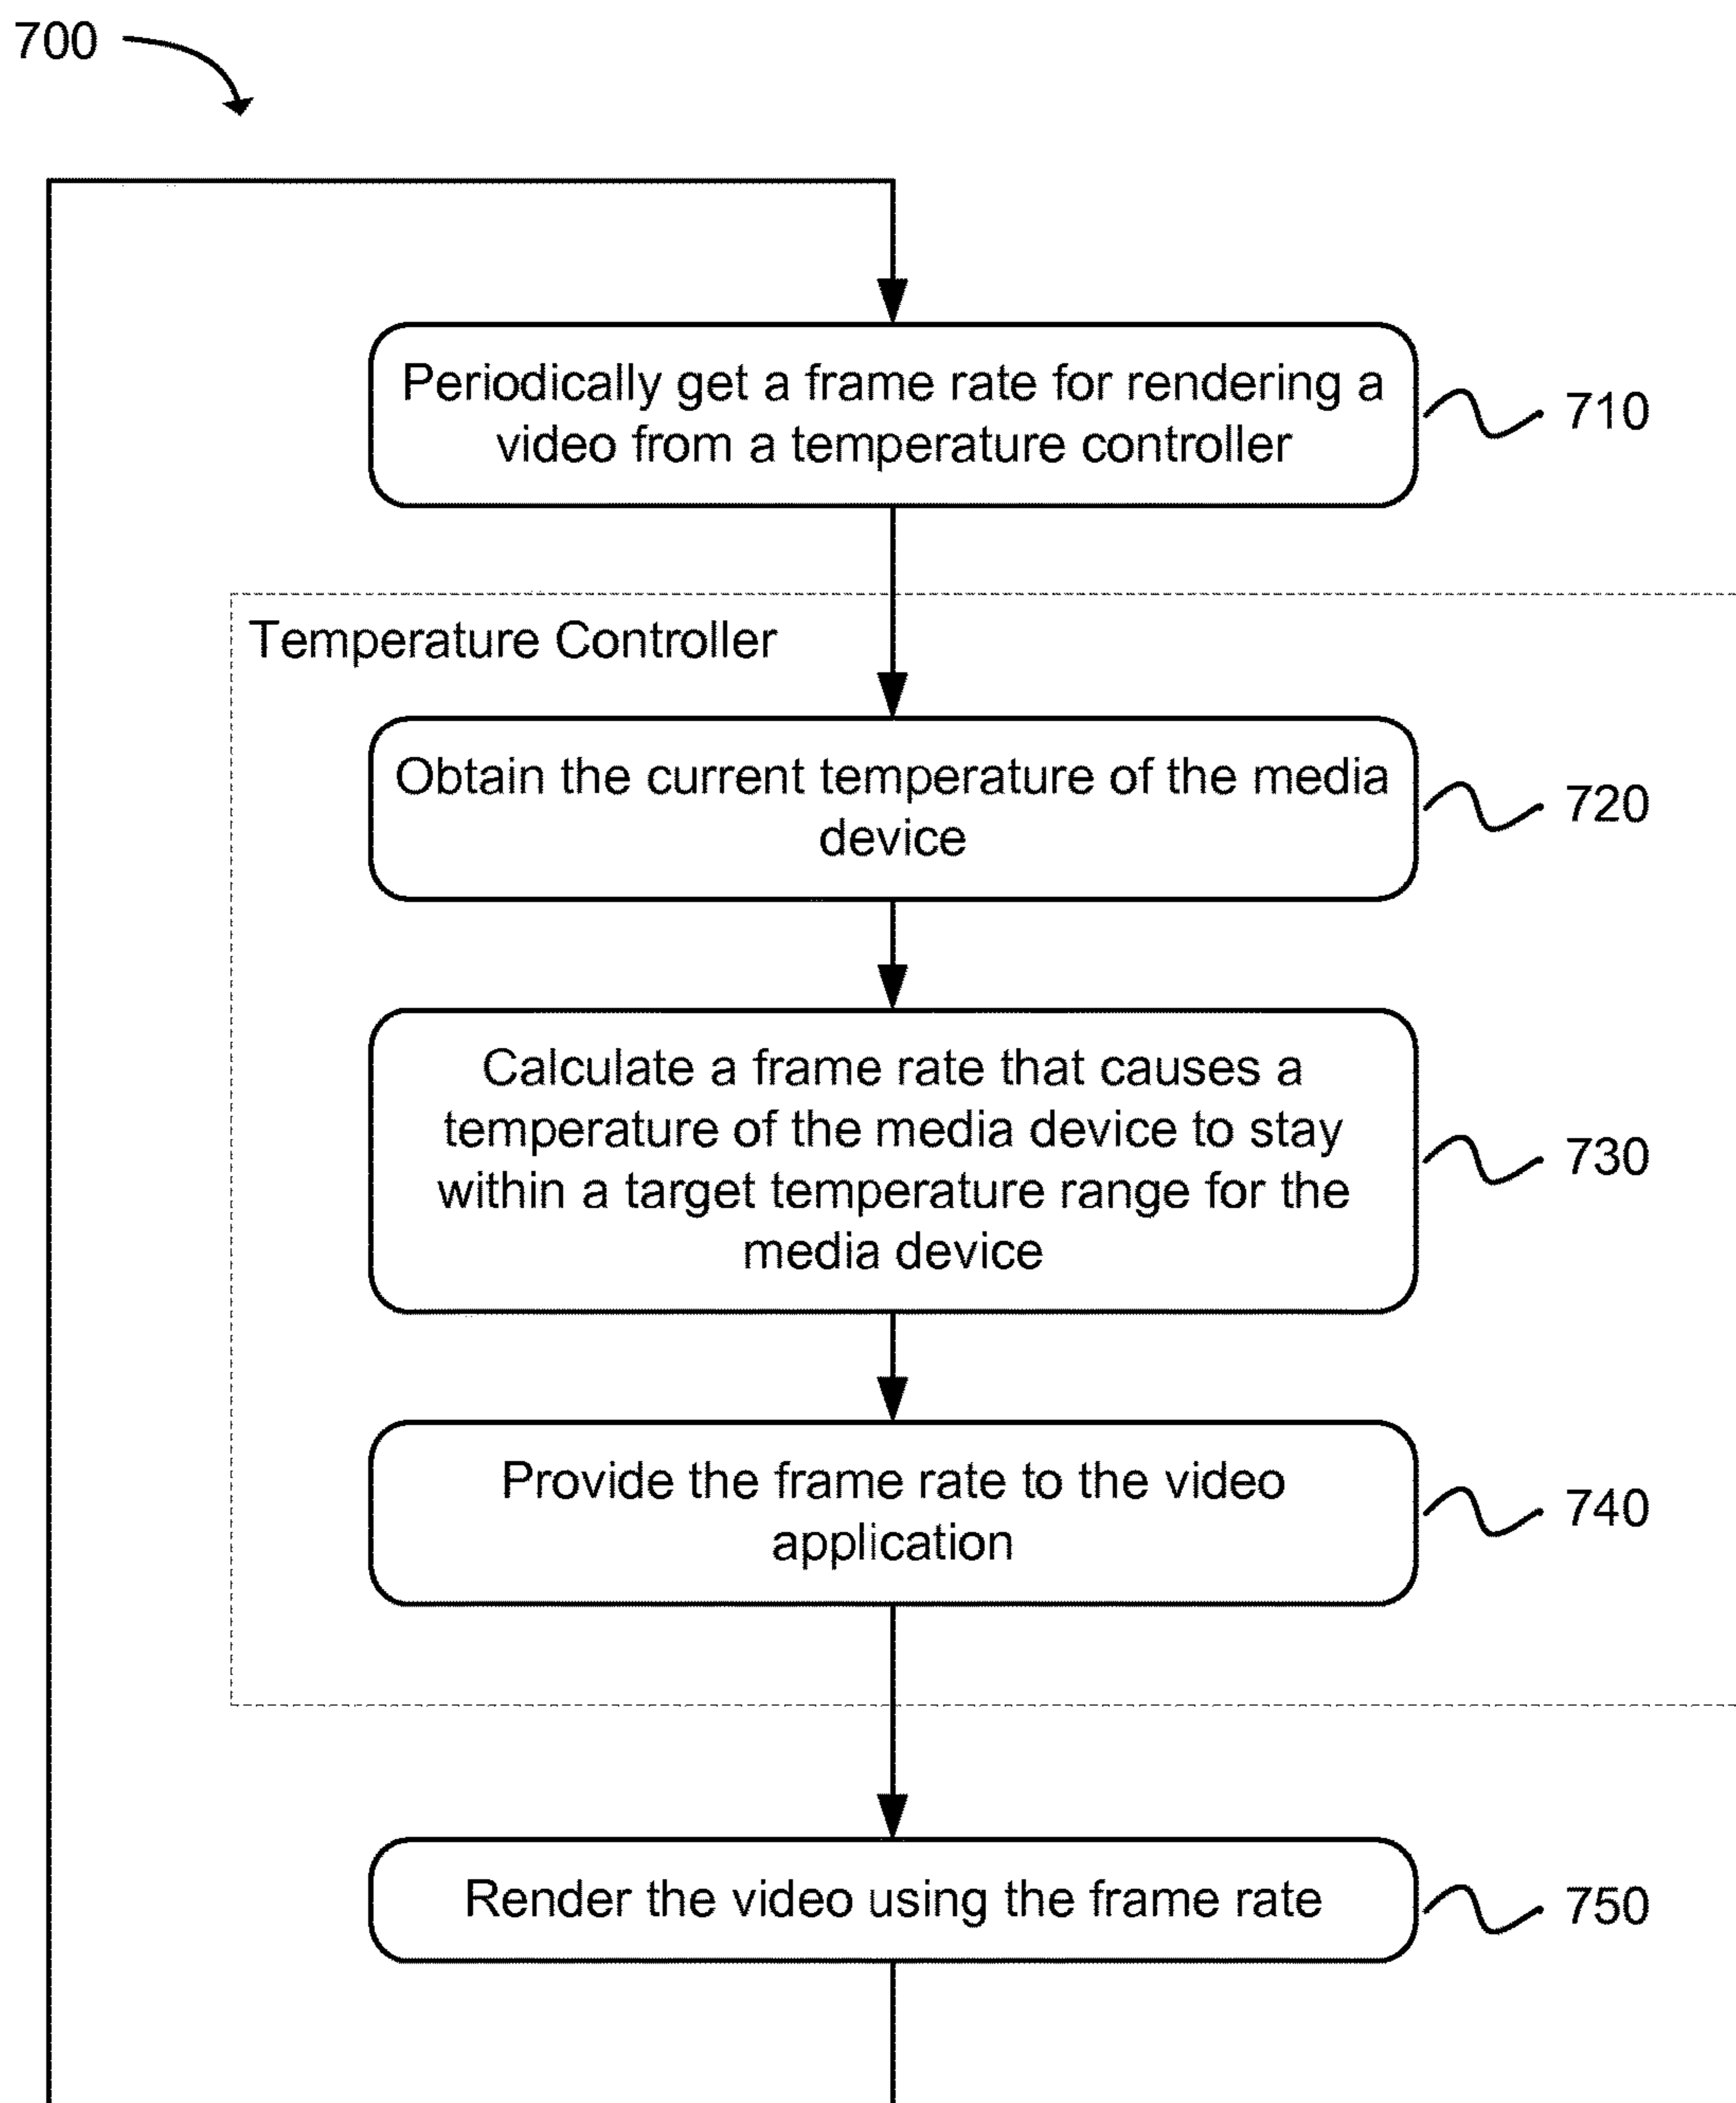 700
Periodically get a frame rate for rendering a
video from a temperature controller
710
Temperature Controller
Obtain the current temperature of the media
device
720
Calculate a frame rate that causes a
temperature of the media device to stay
within a target temperature range for the
media device
730
Provide the frame rate to the video
application
740
Render the video using the frame rate
750